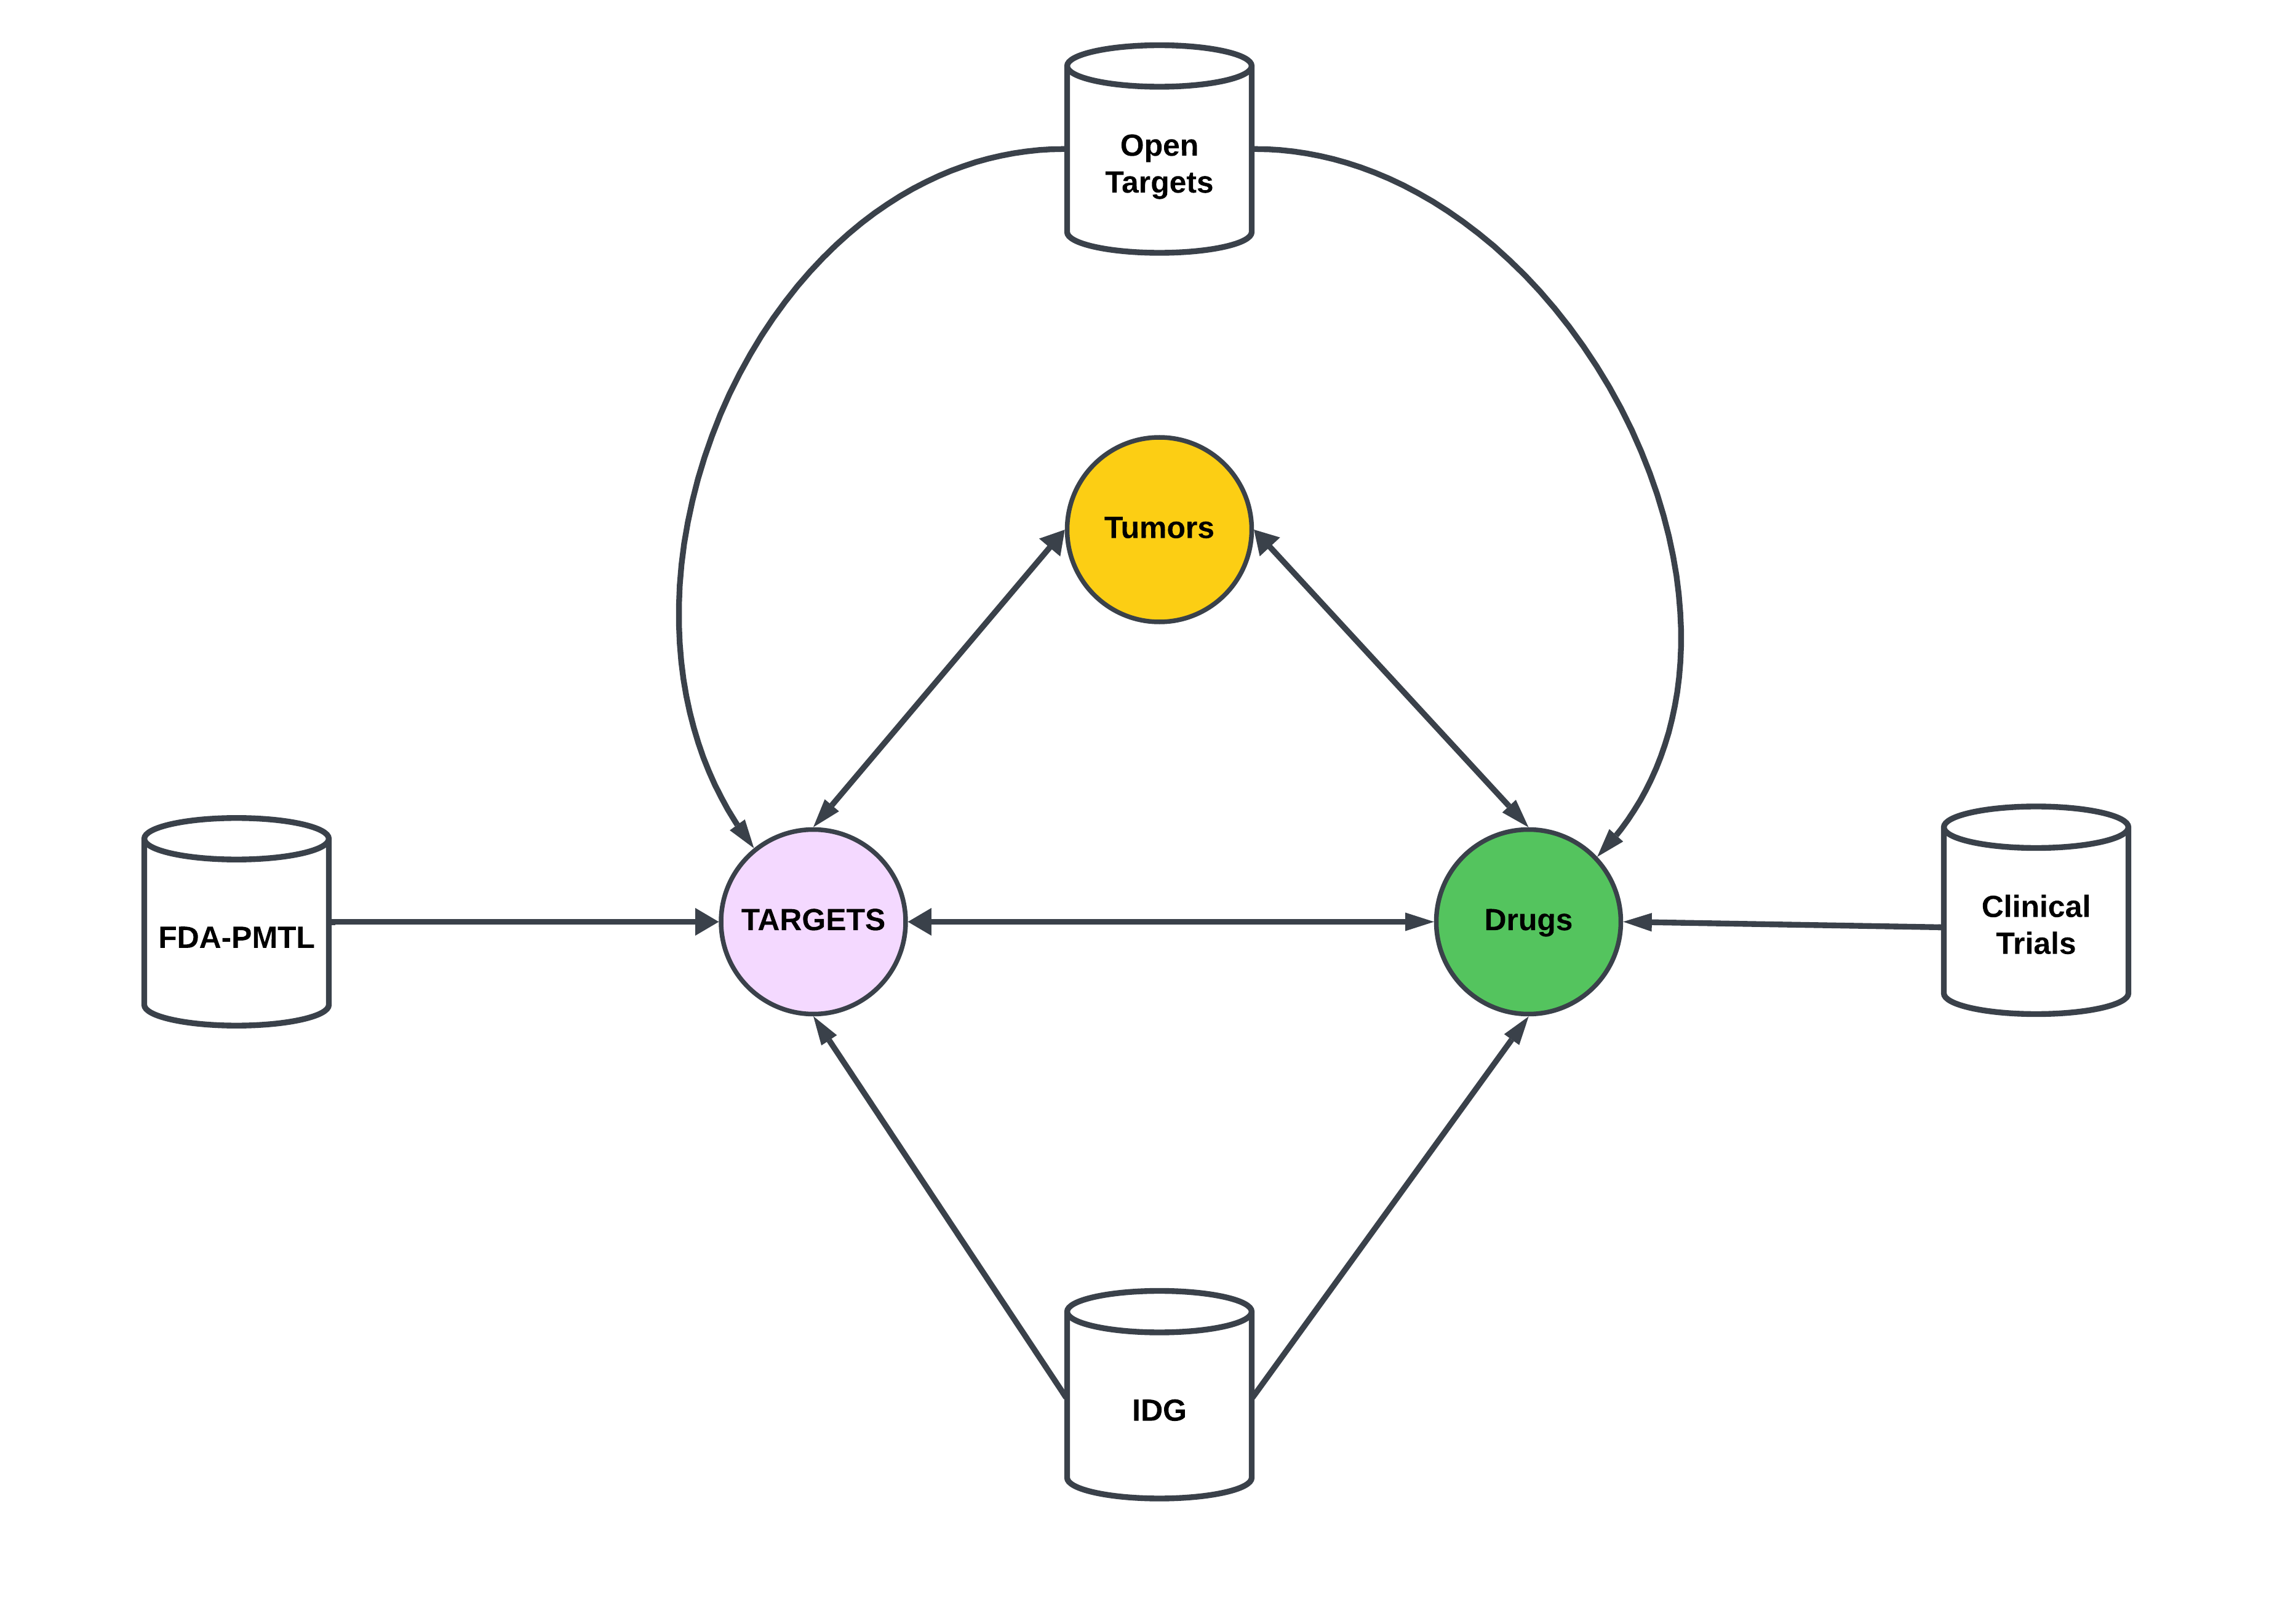 Open
Targets
Tumors
FDA-PMTL
TARGETS
Drugs
Clinical
Trials
IDG